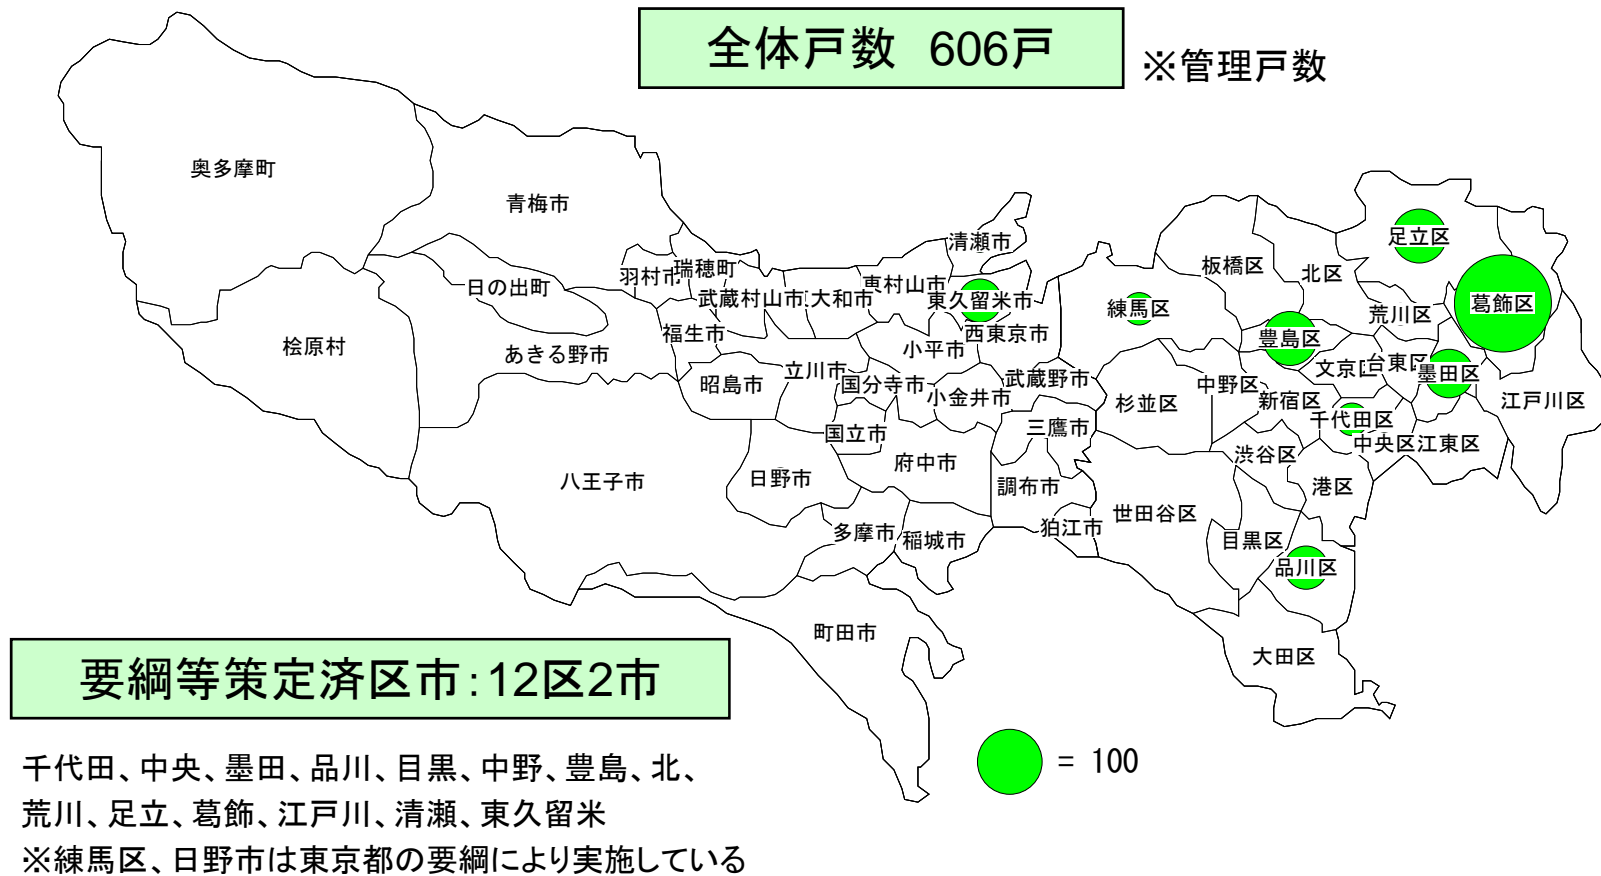 全体戸数　606戸
※管理戸数
奥多摩町
青梅市
清瀬市
足立区
羽村市
瑞穂町
板橋区
北区
日の出町
武蔵村山市
大和市
東村山市
東久留米市
練馬区
荒川区
葛飾区
桧原村
福生市
あきる野市
小平市
西東京市
豊島区
文京区
台東区
墨田区
昭島市
立川市
国分寺市
小金井市
武蔵野市
杉並区
中野区
新宿区
千代田区
江戸川区
国立市
三鷹市
渋谷区
中央区
江東区
八王子市
日野市
府中市
調布市
港区
多摩市
稲城市
狛江市
世田谷区
目黒区
品川区
町田市
大田区
要綱等策定済区市：12区2市
千代田、中央、墨田、品川、目黒、中野、豊島、北、
荒川、足立、葛飾、江戸川、清瀬、東久留米
※練馬区、日野市は東京都の要綱により実施している
= 100